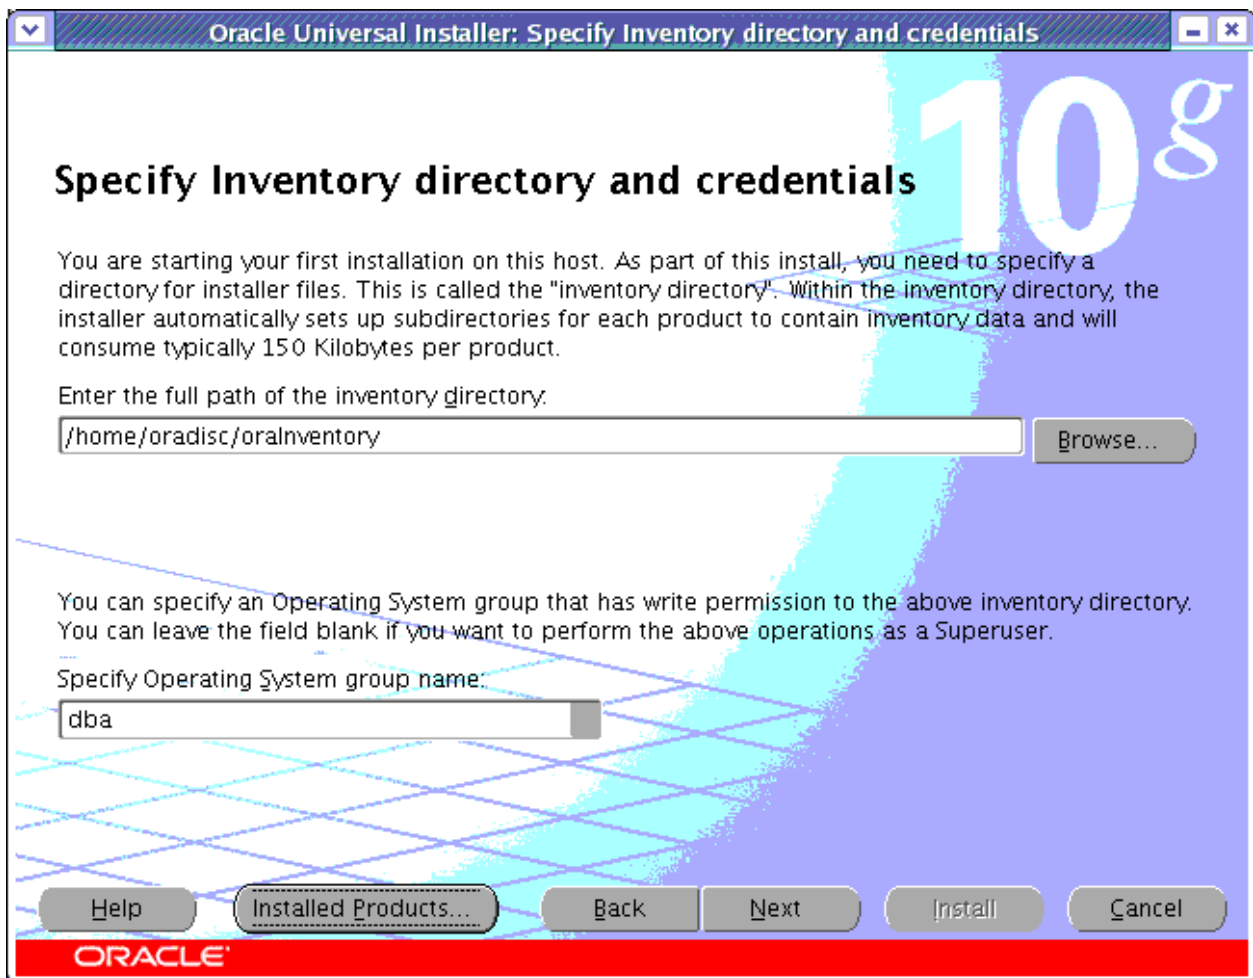 Oracle Universal Installer: Specify Inventory directory and credentials
10g
Specify Inventory directory and credentials
You are starting your first installation on this host. As part of this install, you need to specify a
directory for installer files. This is called the "inventory directory". Within the inventory directory, the
installer automatically sets up subdirectories for each product to contain inventory data and will
consume typically 150 Kilobytes per product.
Enter the full path of the inventory directory:
/home/oradisc/oraInventory
Browse...
You can specify an Operating System group that has write permission to the above inventory directory.
You can leave the field blank if you want to perform the above operations as a Superuser.
Specify Operating System group name:
dba
Help
Installed Products...
Back
Next
Install
Cancel
ORACLE